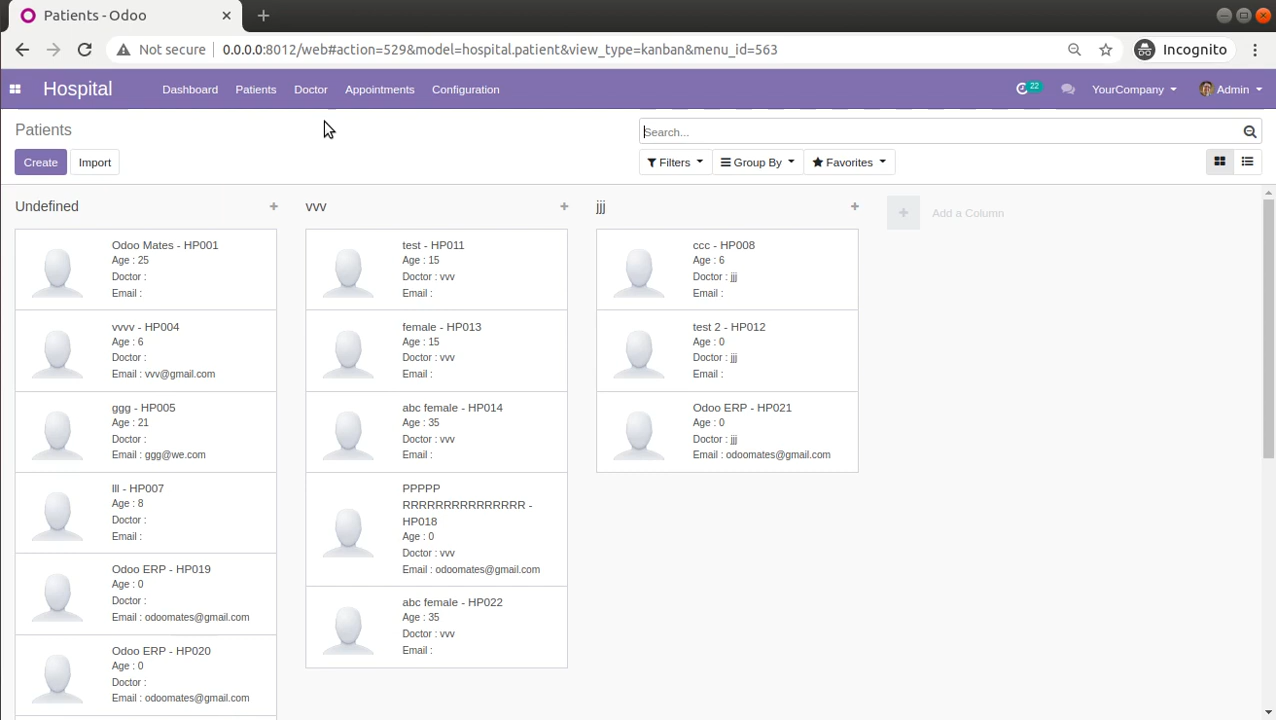 Patients - Odoo
Not secure 0.0.0.0:8012/web#action=529&model=hospital.patient&view_type=kanban&menu_id=563
Incognito
Hospital Dashboard Patients Doctor Appointments Configuration 22 YourCompany Admin
Patients
Search...
Create Import Filters Group By Favorites
Undefined
Odoo Mates - HP001
Age : 25
Doctor :
Email :
vvvv - HP004
Age : 6
Doctor :
Email : vvv@gmail.com
ggg - HP005
Age : 21
Doctor :
Email : ggg@we.com
lll - HP007
Age : 8
Doctor :
Email :
Odoo ERP - HP019
Age : 0
Doctor :
Email : odoomates@gmail.com
Odoo ERP - HP020
Age : 0
Doctor :
Email : odoomates@gmail.com
vvv
test - HP011
Age : 15
Doctor : vvv
Email :
female - HP013
Age : 15
Doctor : vvv
Email :
abc female - HP014
Age : 35
Doctor : vvv
Email :
PPPPP
RRRRRRRRRRRRRRR -
HP018
Age : 0
Doctor : vvv
Email : odoomates@gmail.com
abc female - HP022
Age : 35
Doctor : vvv
Email :
jjj
ccc - HP008
Age : 6
Doctor : jjj
Email :
test 2 - HP012
Age : 0
Doctor : jjj
Email :
Odoo ERP - HP021
Age : 0
Doctor : jjj
Email : odoomates@gmail.com
Add a Column